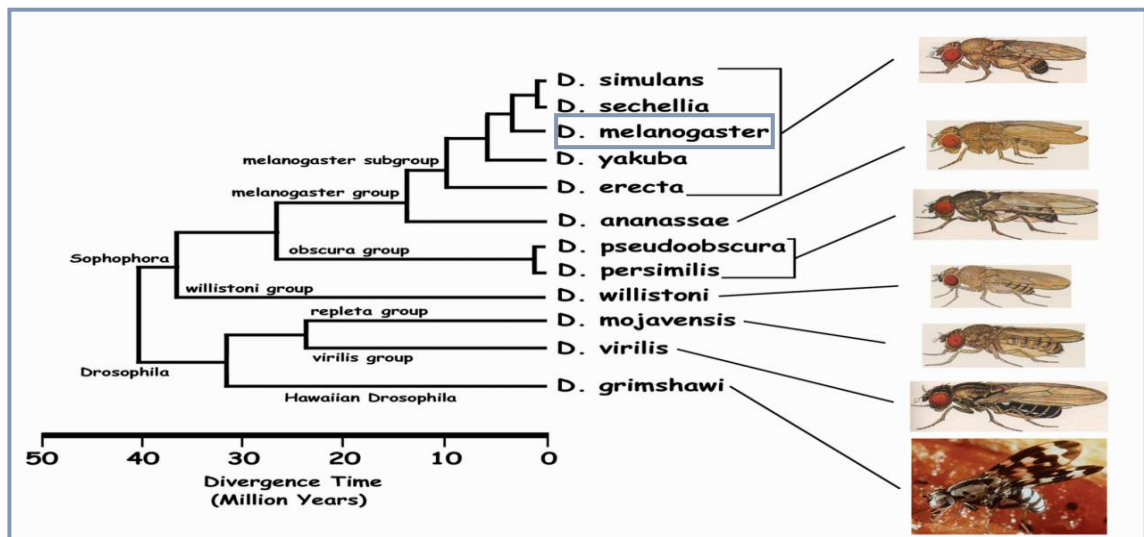 D. simulans
D. sechellia
D. melanogaster
melanogaster subgroup
D. yakuba
melanogaster group
D. erecta
D. ananassae
obscura group
D. pseudoobscura
Sophophora
D. persimilis
willistoni group
D. willistoni
repleta group
D. mojavensis
virilis group
D. virilis
Drosophila
Hawaiian Drosophila
D. grimshawi
50 40 30 20 10 0
Divergence Time
(Million Years)